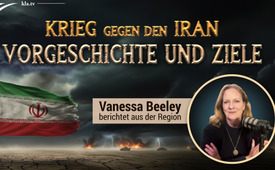 kla.tv
KRIEG GEGEN DEN IRAN
VORGESCHICHTE UND ZIELE
Vanessa Beeley
berichtet aus der Region